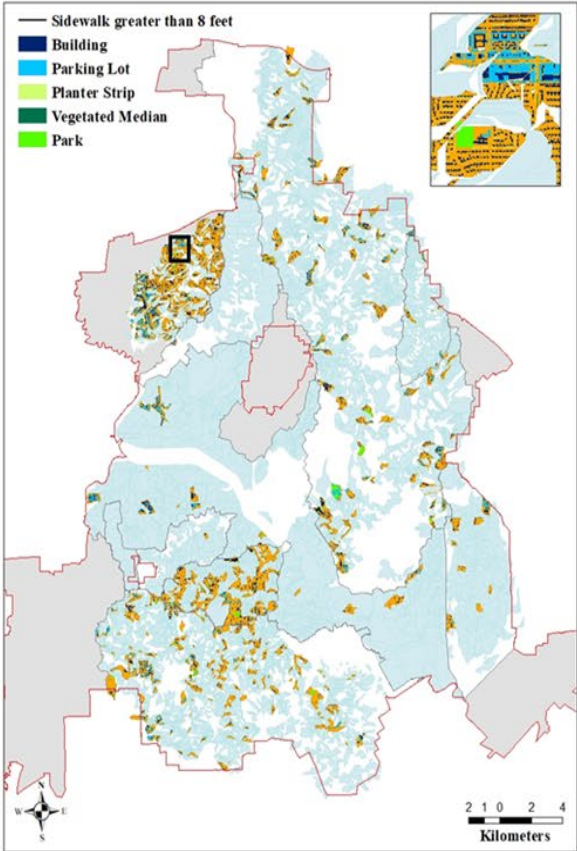 Sidewalk greater than 8 feet
Building
Parking Lot
Planter Strip
Vegetated Median
Park
N
W E
S
2 1 0 2 4
Kilometers